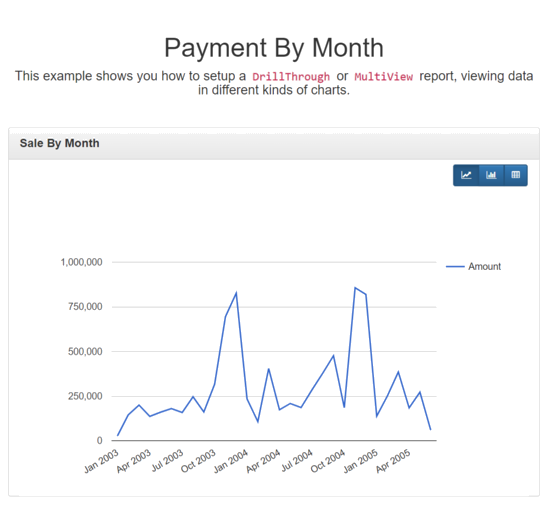 Payment By Month
This example shows you how to setup a DrillThrough or MultiView report, viewing data
in different kinds of charts.
Sale By Month
1,000,000
Amount
750,000
500,000
250,000
0
Jan 2003
Apr 2003
Jul 2003
Oct 2003
Jan 2004
Apr 2004
Jul 2004
Oct 2004
Jan 2005
Apr 2005